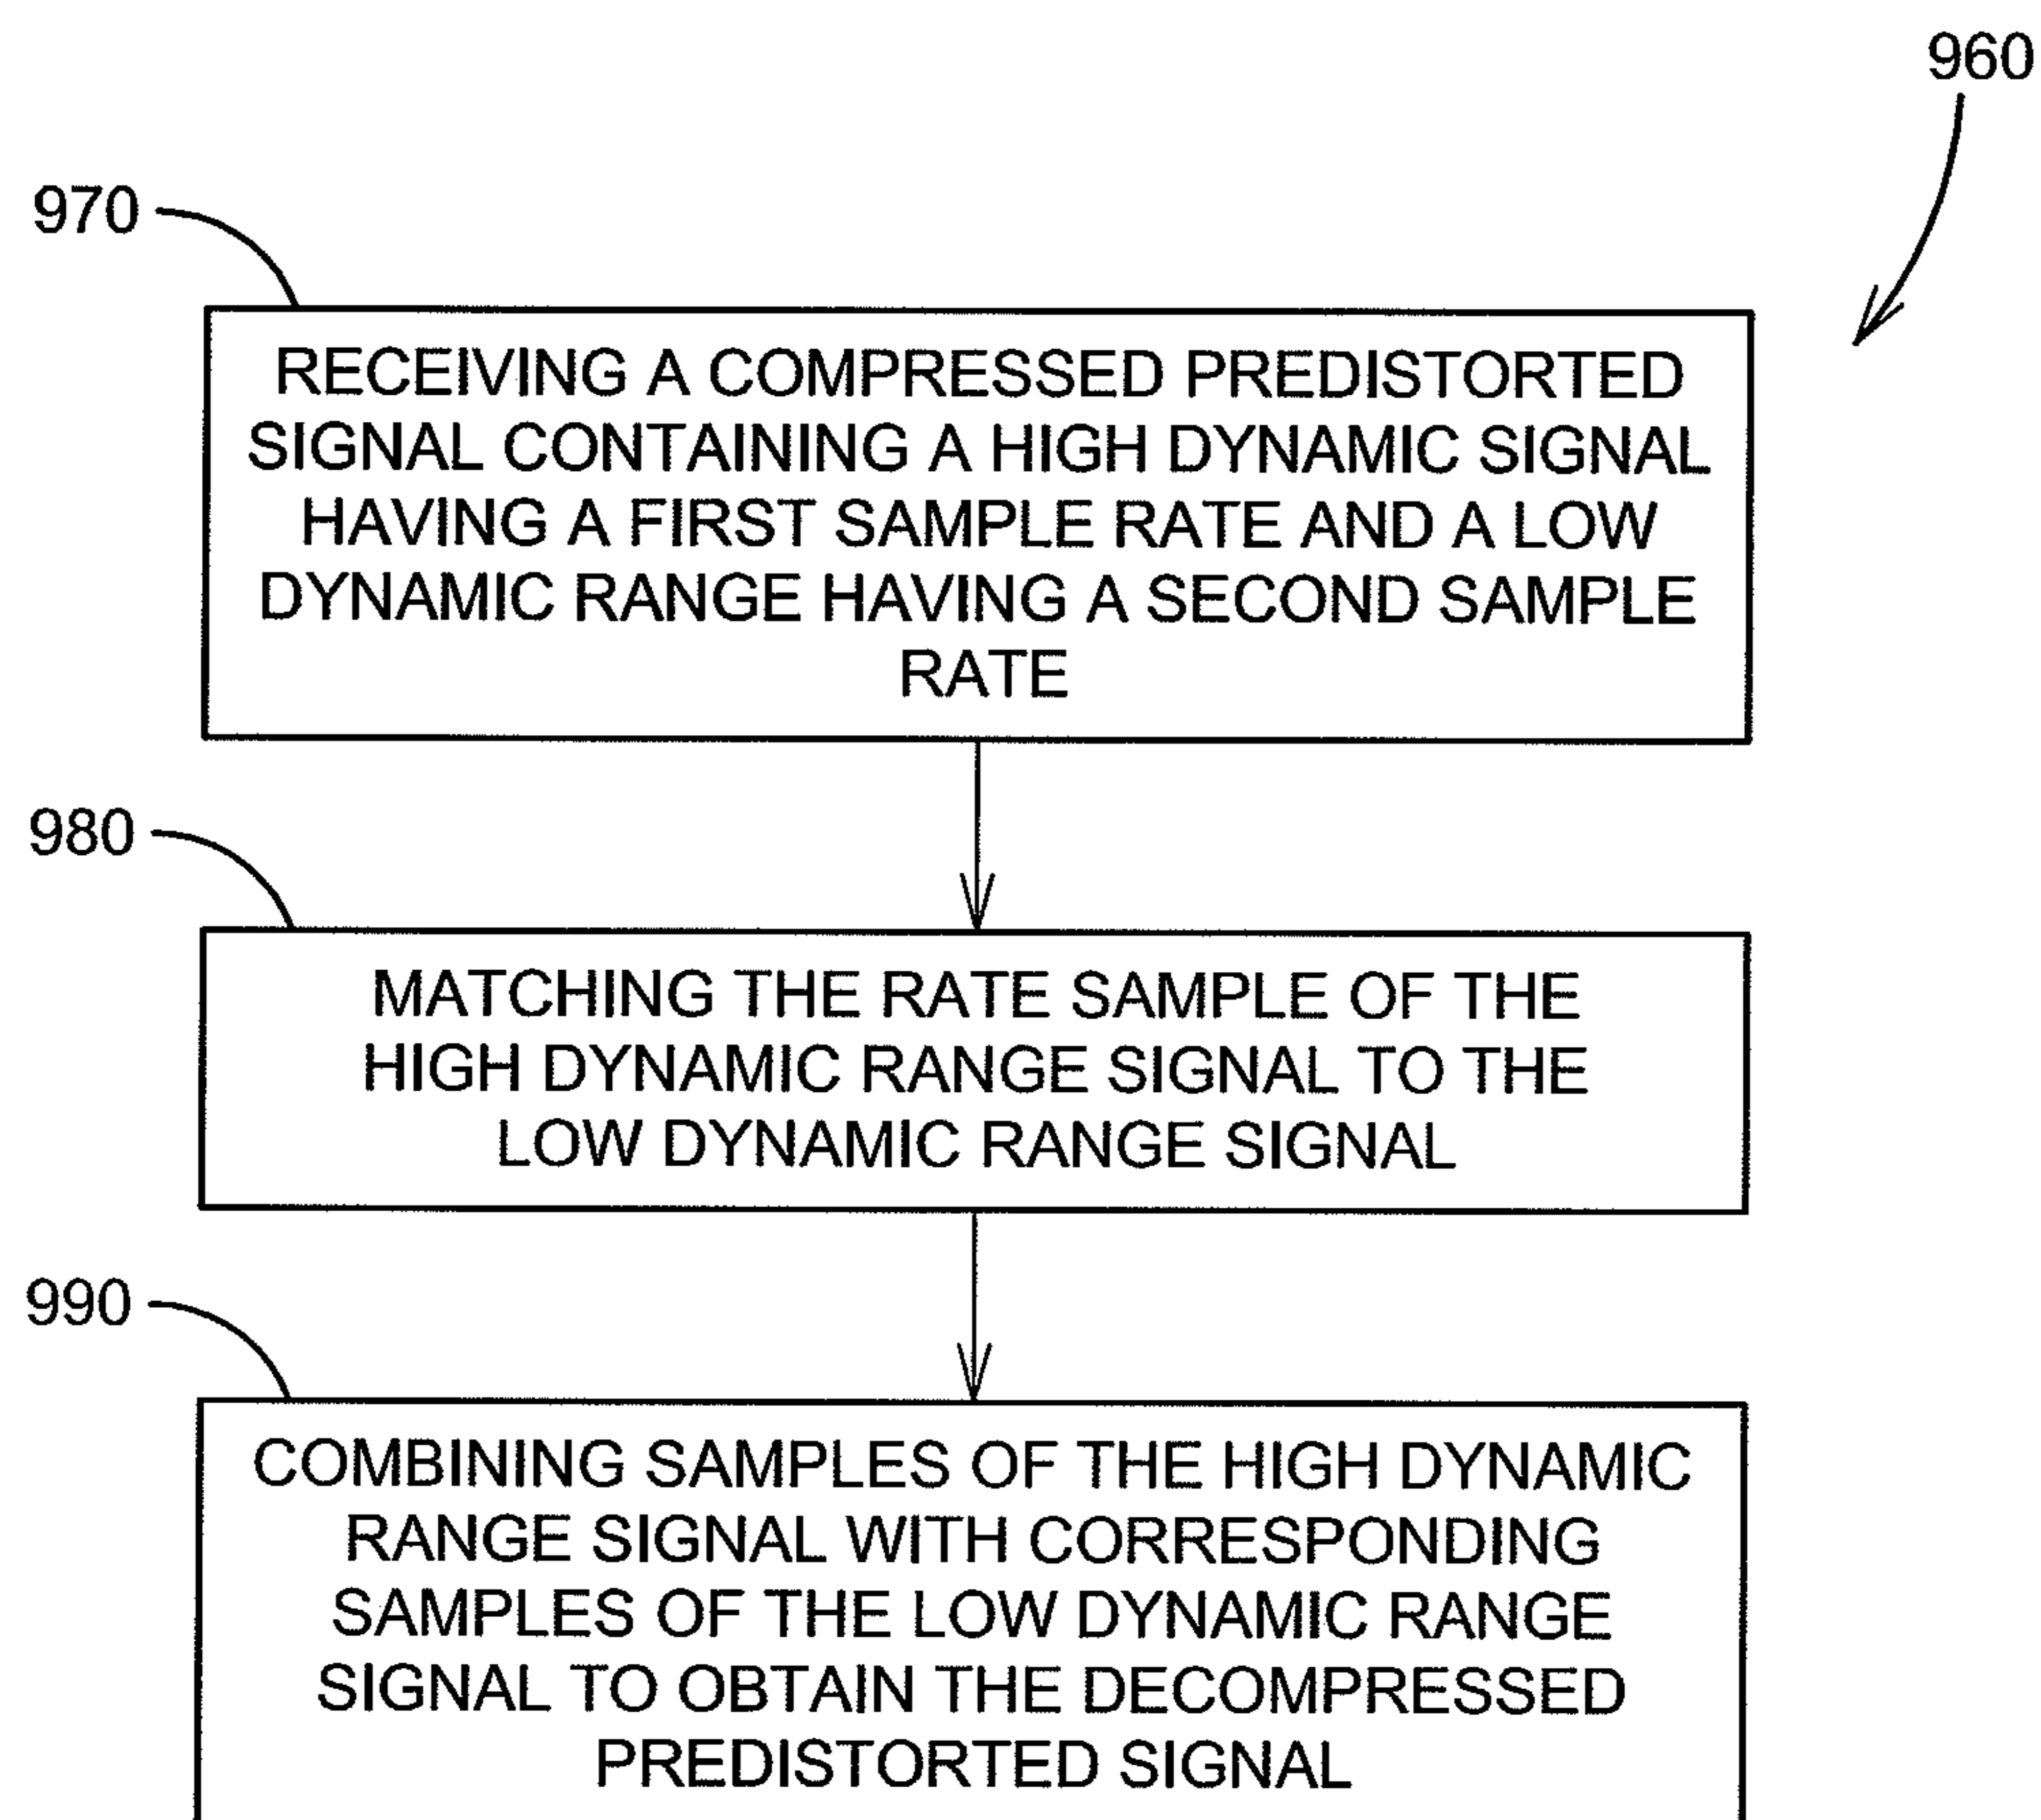 960
970
RECEIVING A COMPRESSED PREDISTORTED
SIGNAL CONTAINING A HIGH DYNAMIC SIGNAL
HAVING A FIRST SAMPLE RATE AND A LOW
DYNAMIC RANGE HAVING A SECOND SAMPLE
RATE
980
MATCHING THE RATE SAMPLE OF THE
HIGH DYNAMIC RANGE SIGNAL TO THE
LOW DYNAMIC RANGE SIGNAL
990
COMBINING SAMPLES OF THE HIGH DYNAMIC
RANGE SIGNAL WITH CORRESPONDING
SAMPLES OF THE LOW DYNAMIC RANGE
SIGNAL TO OBTAIN THE DECOMPRESSED
PREDISTORTED SIGNAL